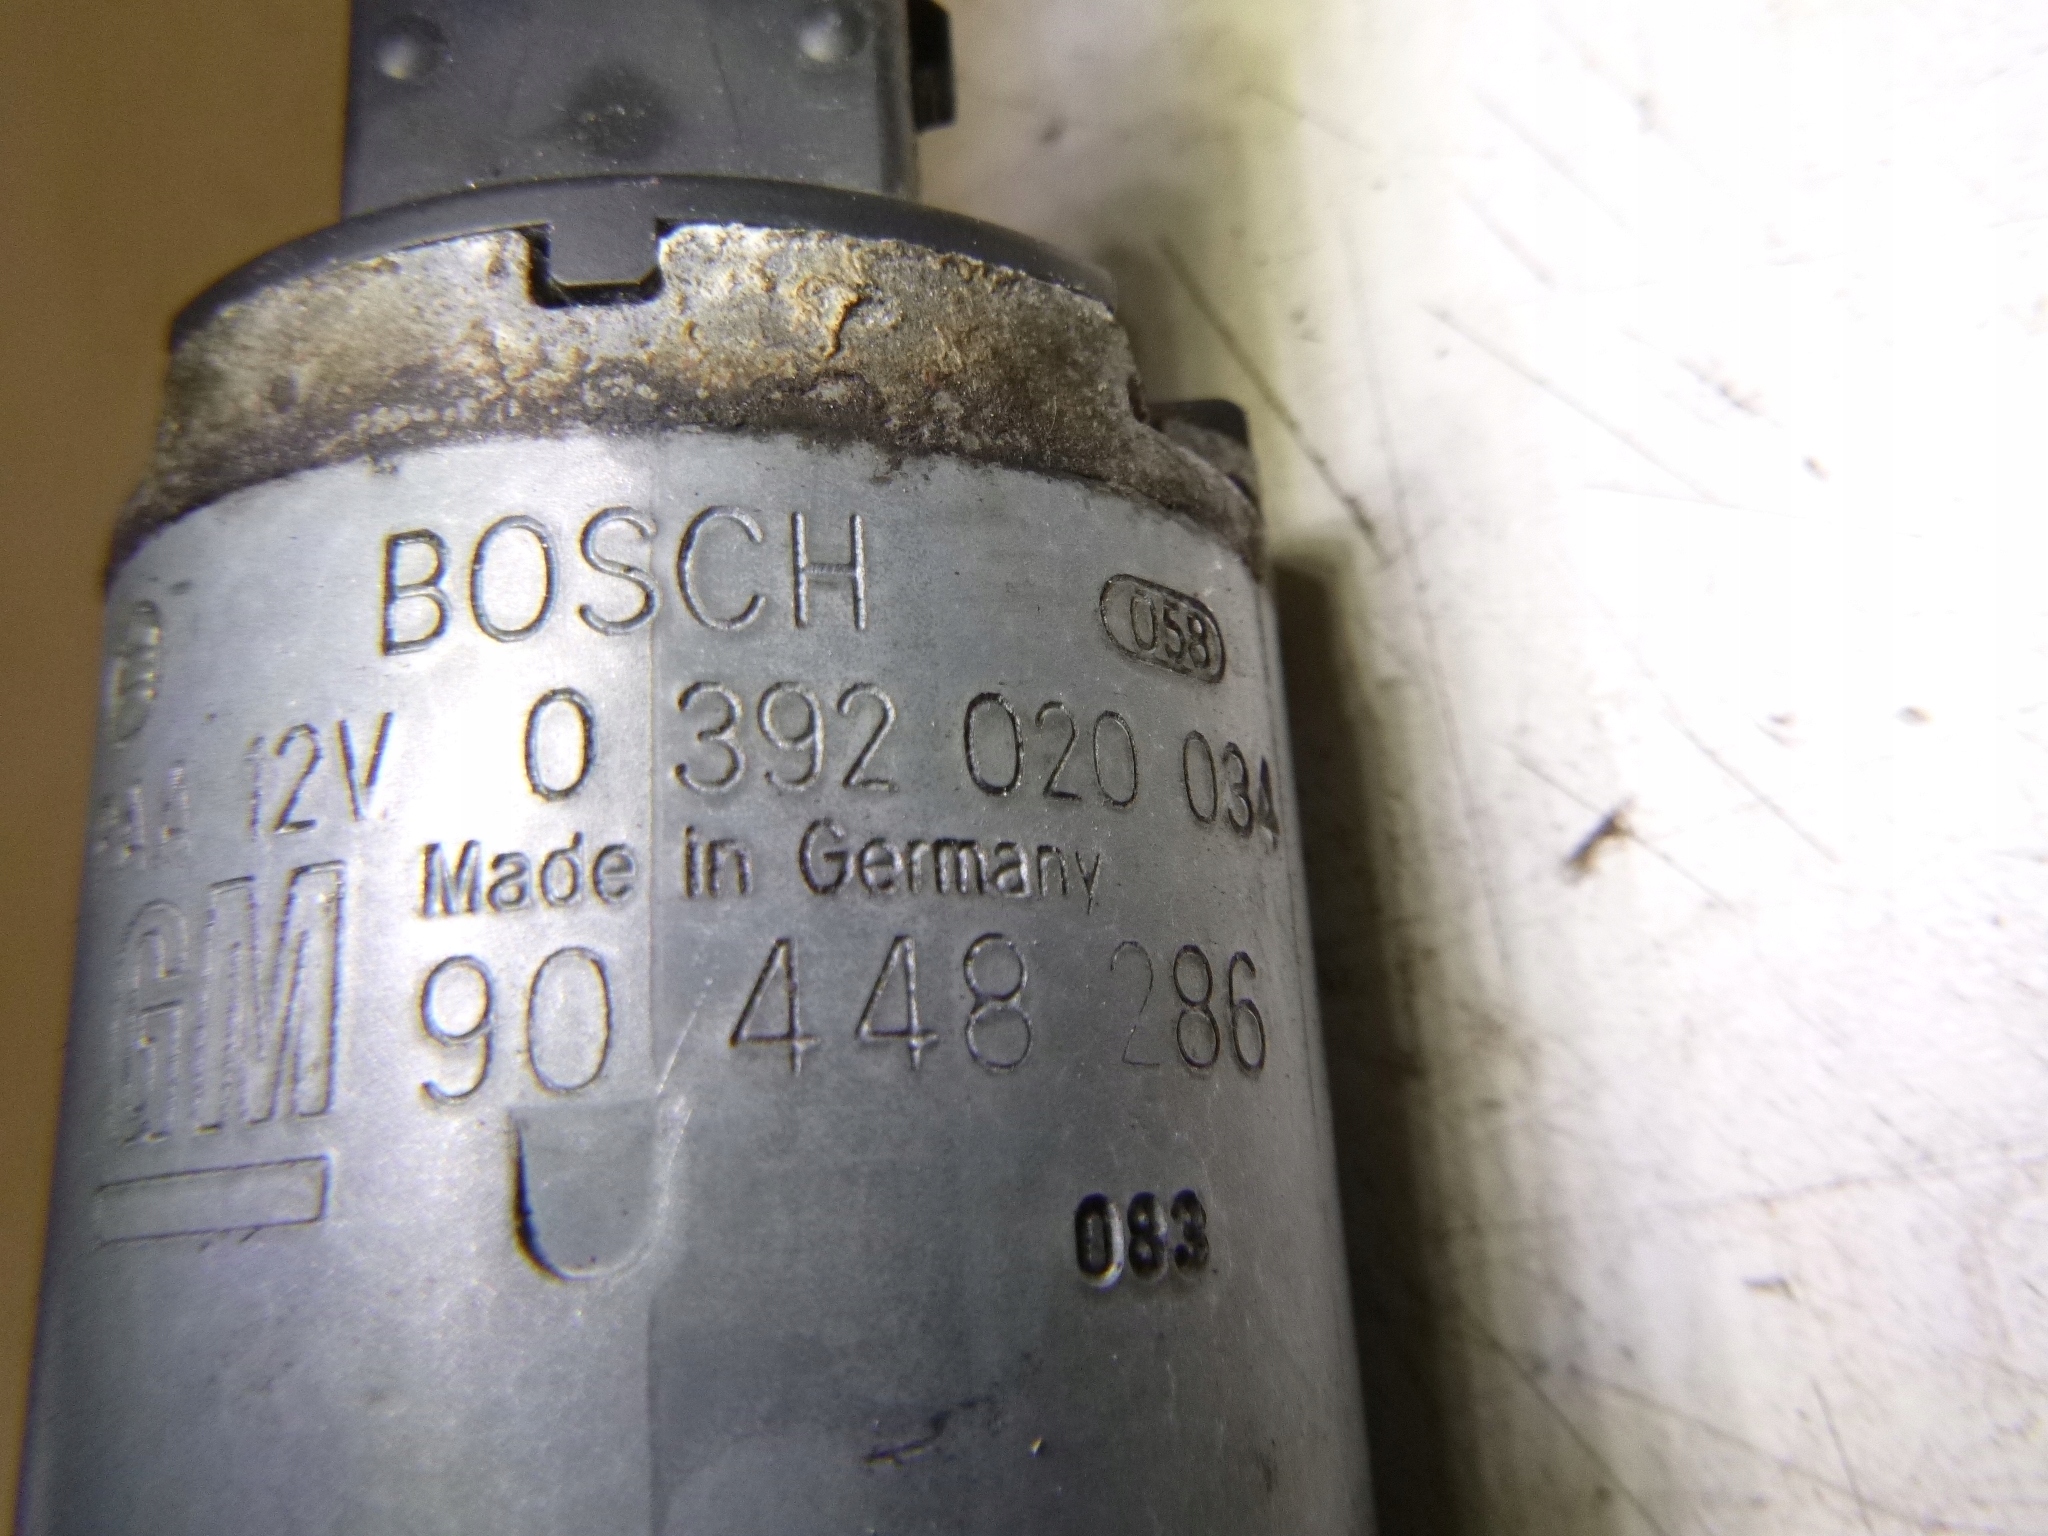 BOSCH
058
12V 0 392 020 034
Made in Germany
GM 90 448 286
083